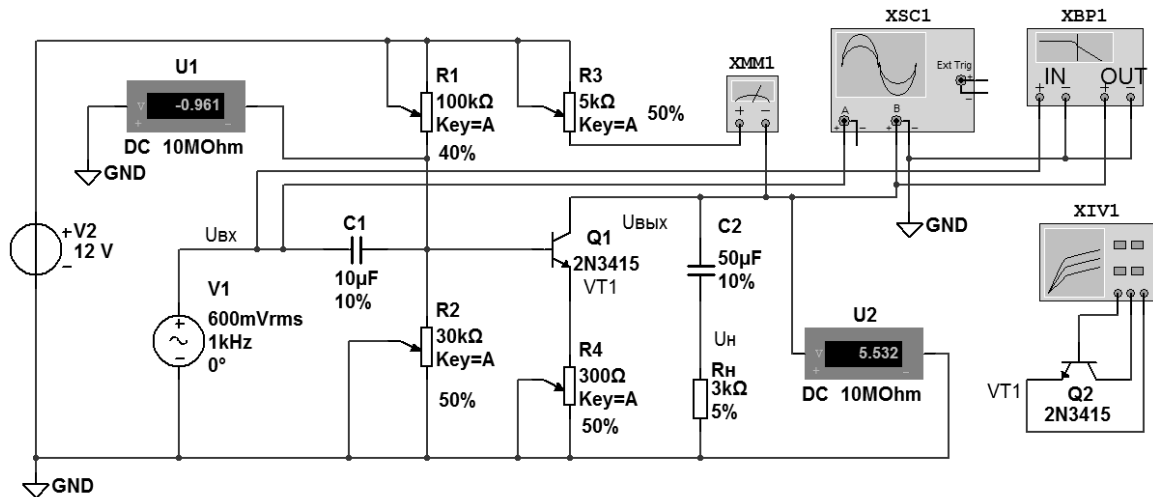 XSC1
XBP1
U1
-0.961
V
+
-
DC 10MOhm
GND
R1
100kΩ
Key=A
40%
R3
5kΩ
Key=A
50%
XMM1
+
-
Ext Trig
+
-
A
B
+
-
+
-
IN
OUT
+
-
+
-
+
V2
12 V
-
UВХ
C1
10µF
10%
Q1
2N3415
VT1
UВЫХ
C2
50µF
10%
GND
XIV1
V1
600mVrms
1kHz
0°
+
-
R2
30kΩ
Key=A
50%
R4
300Ω
Key=A
50%
UН
RН
3kΩ
5%
U2
5.532
V
+
-
DC 10MOhm
VT1
Q2
2N3415
GND